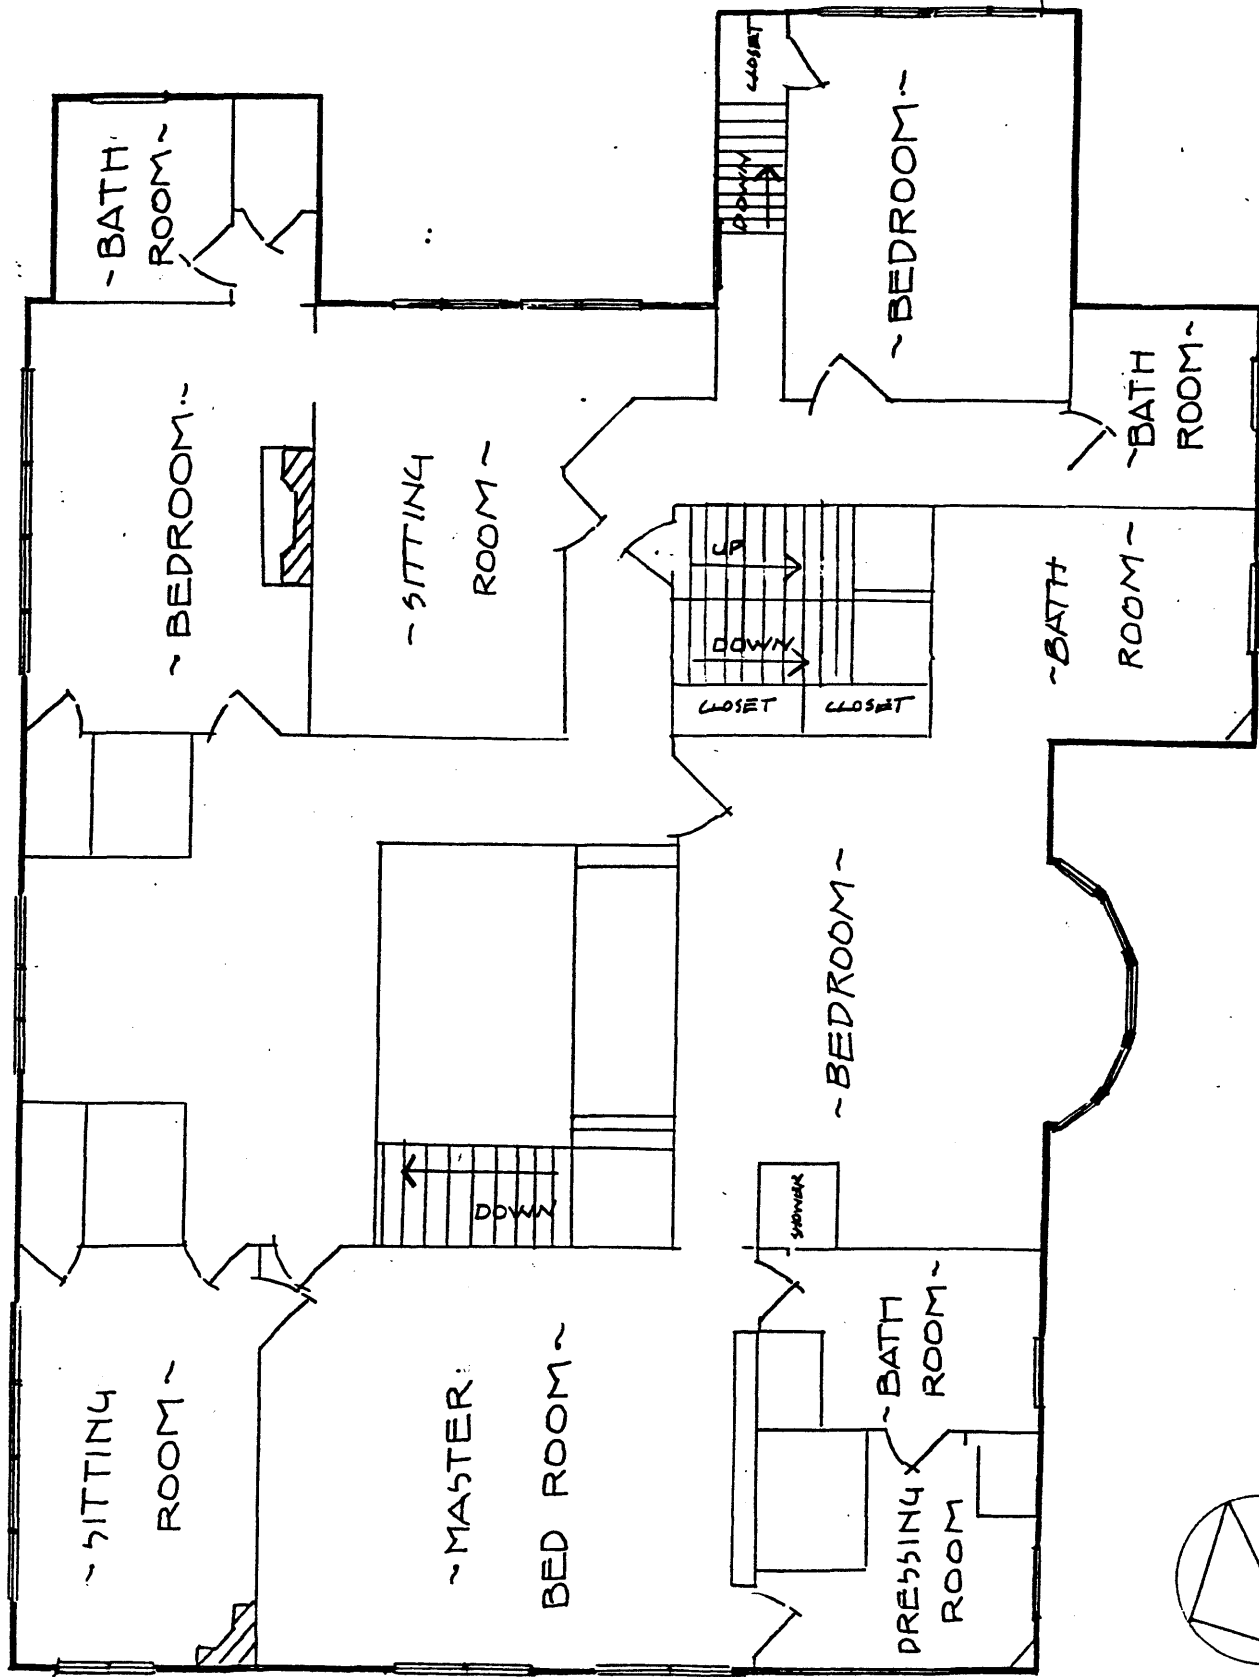 ~BATH
ROOM~
CLOSET
DOWN
~BEDROOM~
~BEDROOM~
~SITTING
ROOM~
~BATH
ROOM~
UP
DOWN
CLOSET
CLOSET
~BATH
ROOM~
~BEDROOM~
DOWN
SHOWER
~SITTING
ROOM~
~MASTER
BED ROOM~
~BATH
ROOM~
DRESSING
ROOM